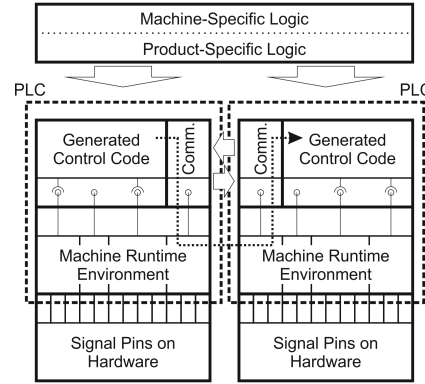 Machine-Specific Logic
Product-Specific Logic
PLC
PLC
Generated
Control Code
Comm.
Comm.
Generated
Control Code
Machine Runtime
Environment
Machine Runtime
Environment
Signal Pins on
Hardware
Signal Pins on
Hardware